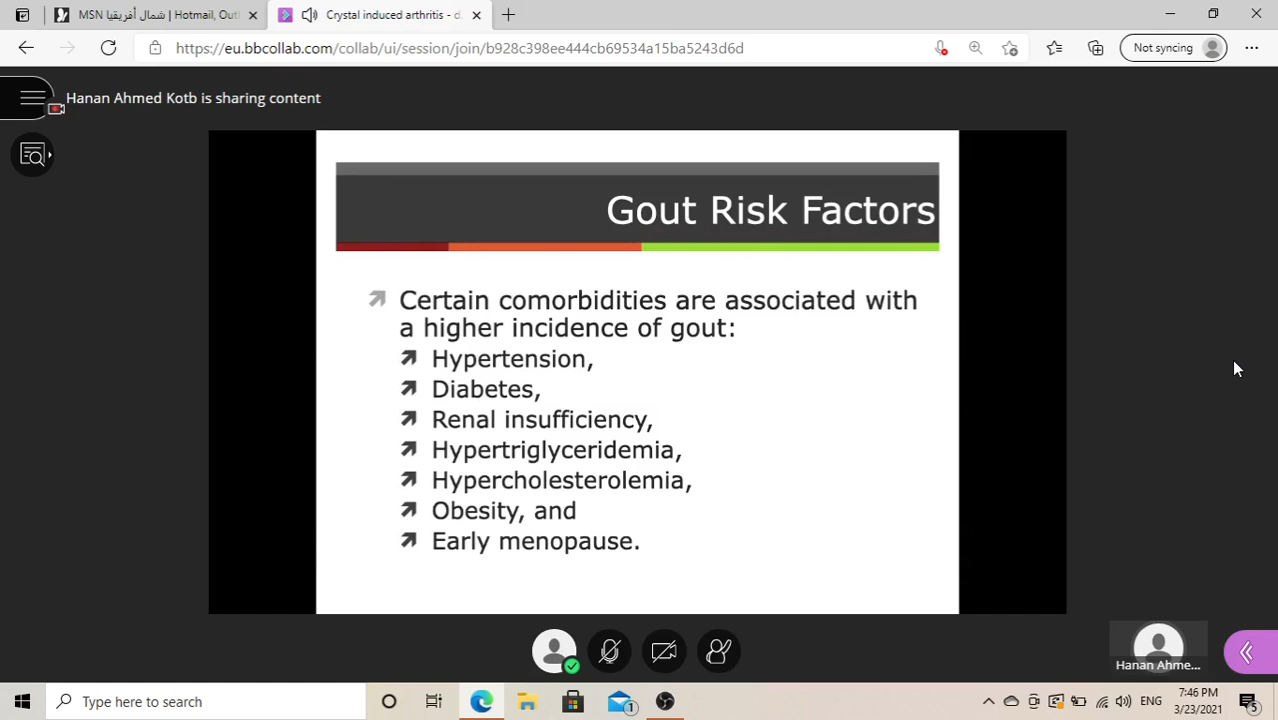 MSN شمال أفريقيا | Hotmail, Outl
Crystal induced arthritis - d
https://eu.bbcollab.com/collab/ui/session/join/b928c398ee444cb69534a15ba5243d6d
Not syncing
Hanan Ahmed Kotb is sharing content
Gout Risk Factors
Certain comorbidities are associated with
a higher incidence of gout:
Hypertension,
Diabetes,
Renal insufficiency,
Hypertriglyceridemia,
Hypercholesterolemia,
Obesity, and
Early menopause.
Hanan Ahme...
Type here to search
1
ENG
7:46 PM
3/23/2021
5